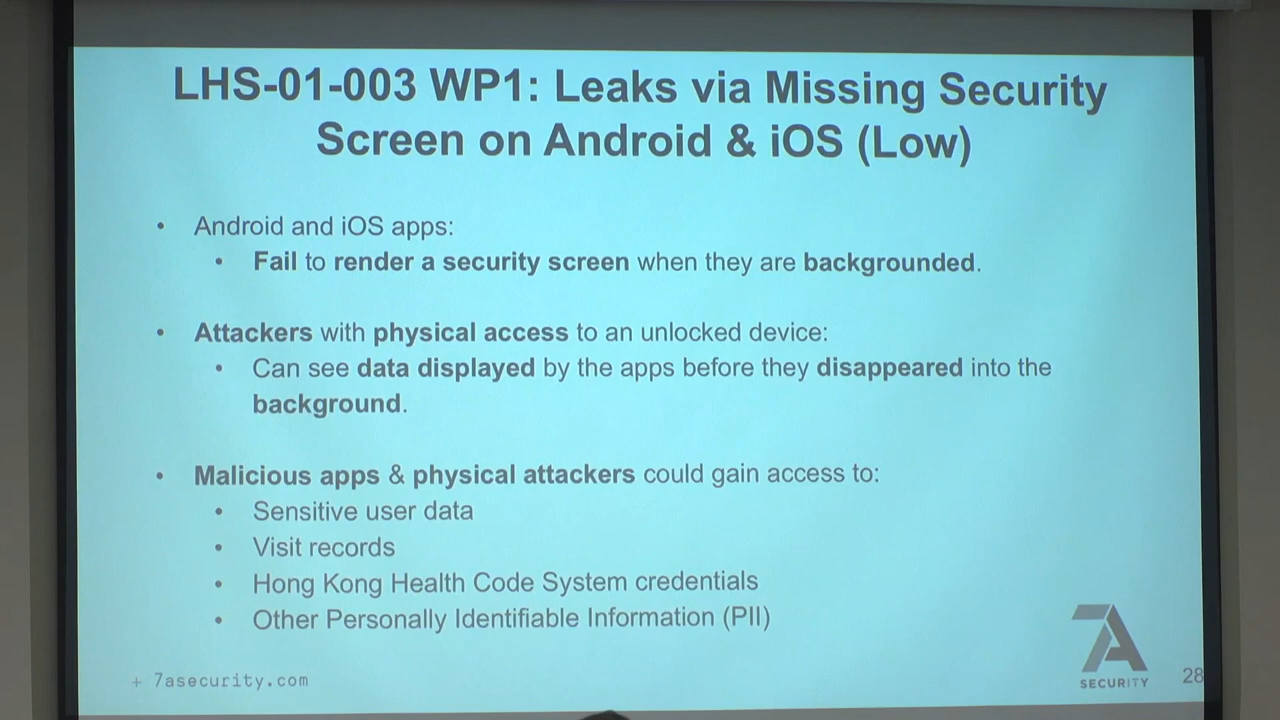 LHS-01-003 WP1: Leaks via Missing Security
Screen on Android & iOS (Low)
• Android and iOS apps:
• Fail to render a security screen when they are backgrounded.
• Attackers with physical access to an unlocked device:
• Can see data displayed by the apps before they disappeared into the
background.
• Malicious apps & physical attackers could gain access to:
• Sensitive user data
• Visit records
• Hong Kong Health Code System credentials
• Other Personally Identifiable Information (PII)
+ 7asecurity.com
7A
SECURITY
28